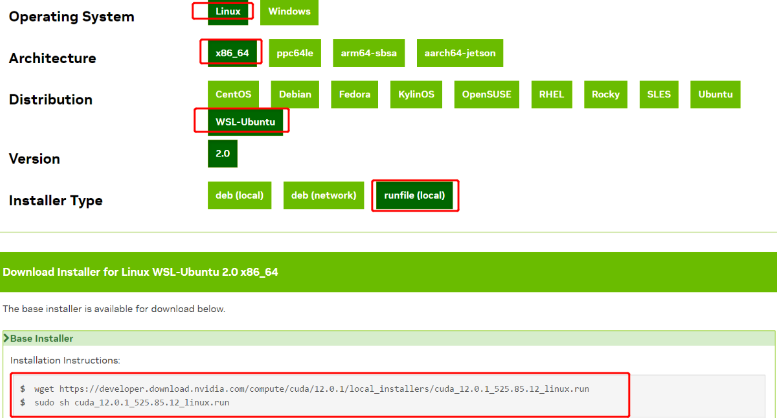 Operating System Linux Windows
Architecture x86_64 ppc64le arm64-sbsa aarch64-jetson
Distribution CentOS Debian Fedora KylinOS OpenSUSE RHEL Rocky SLES Ubuntu
WSL-Ubuntu
Version 2.0
Installer Type deb (local) deb (network) runfile (local)
Download Installer for Linux WSL-Ubuntu 2.0 x86_64
The base installer is available for download below.
Base Installer
Installation Instructions:
$ wget https://developer.download.nvidia.com/compute/cuda/12.0.1/local_installers/cuda_12.0.1_525.85.12_linux.run
$ sudo sh cuda_12.0.1_525.85.12_linux.run